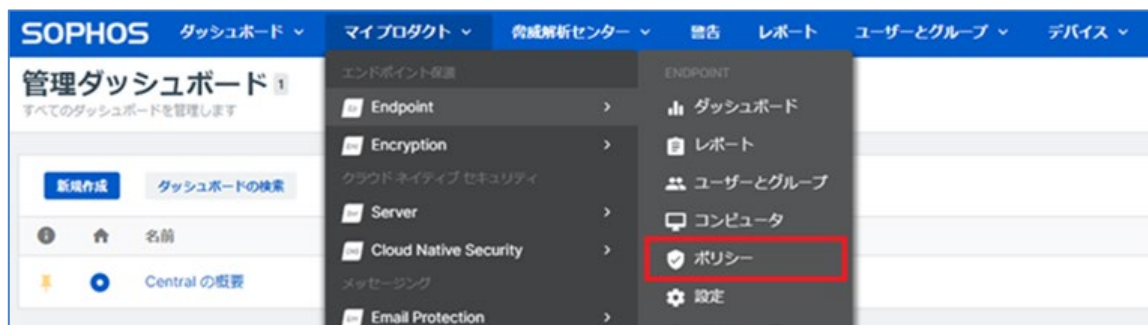 SOPHOS ダッシュボード マイプロダクト 脅威解析センター 警告 レポート ユーザーとグループ デバイス
管理ダッシュボード 1
すべてのダッシュボードを管理します
新規作成 ダッシュボードの検索
名前
Central の概要
エンドポイント保護
Endpoint
Encryption
クラウド ネイティブ セキュリティ
Server
Cloud Native Security
メッセージング
Email Protection
ENDPOINT
ダッシュボード
レポート
ユーザーとグループ
コンピュータ
ポリシー
設定